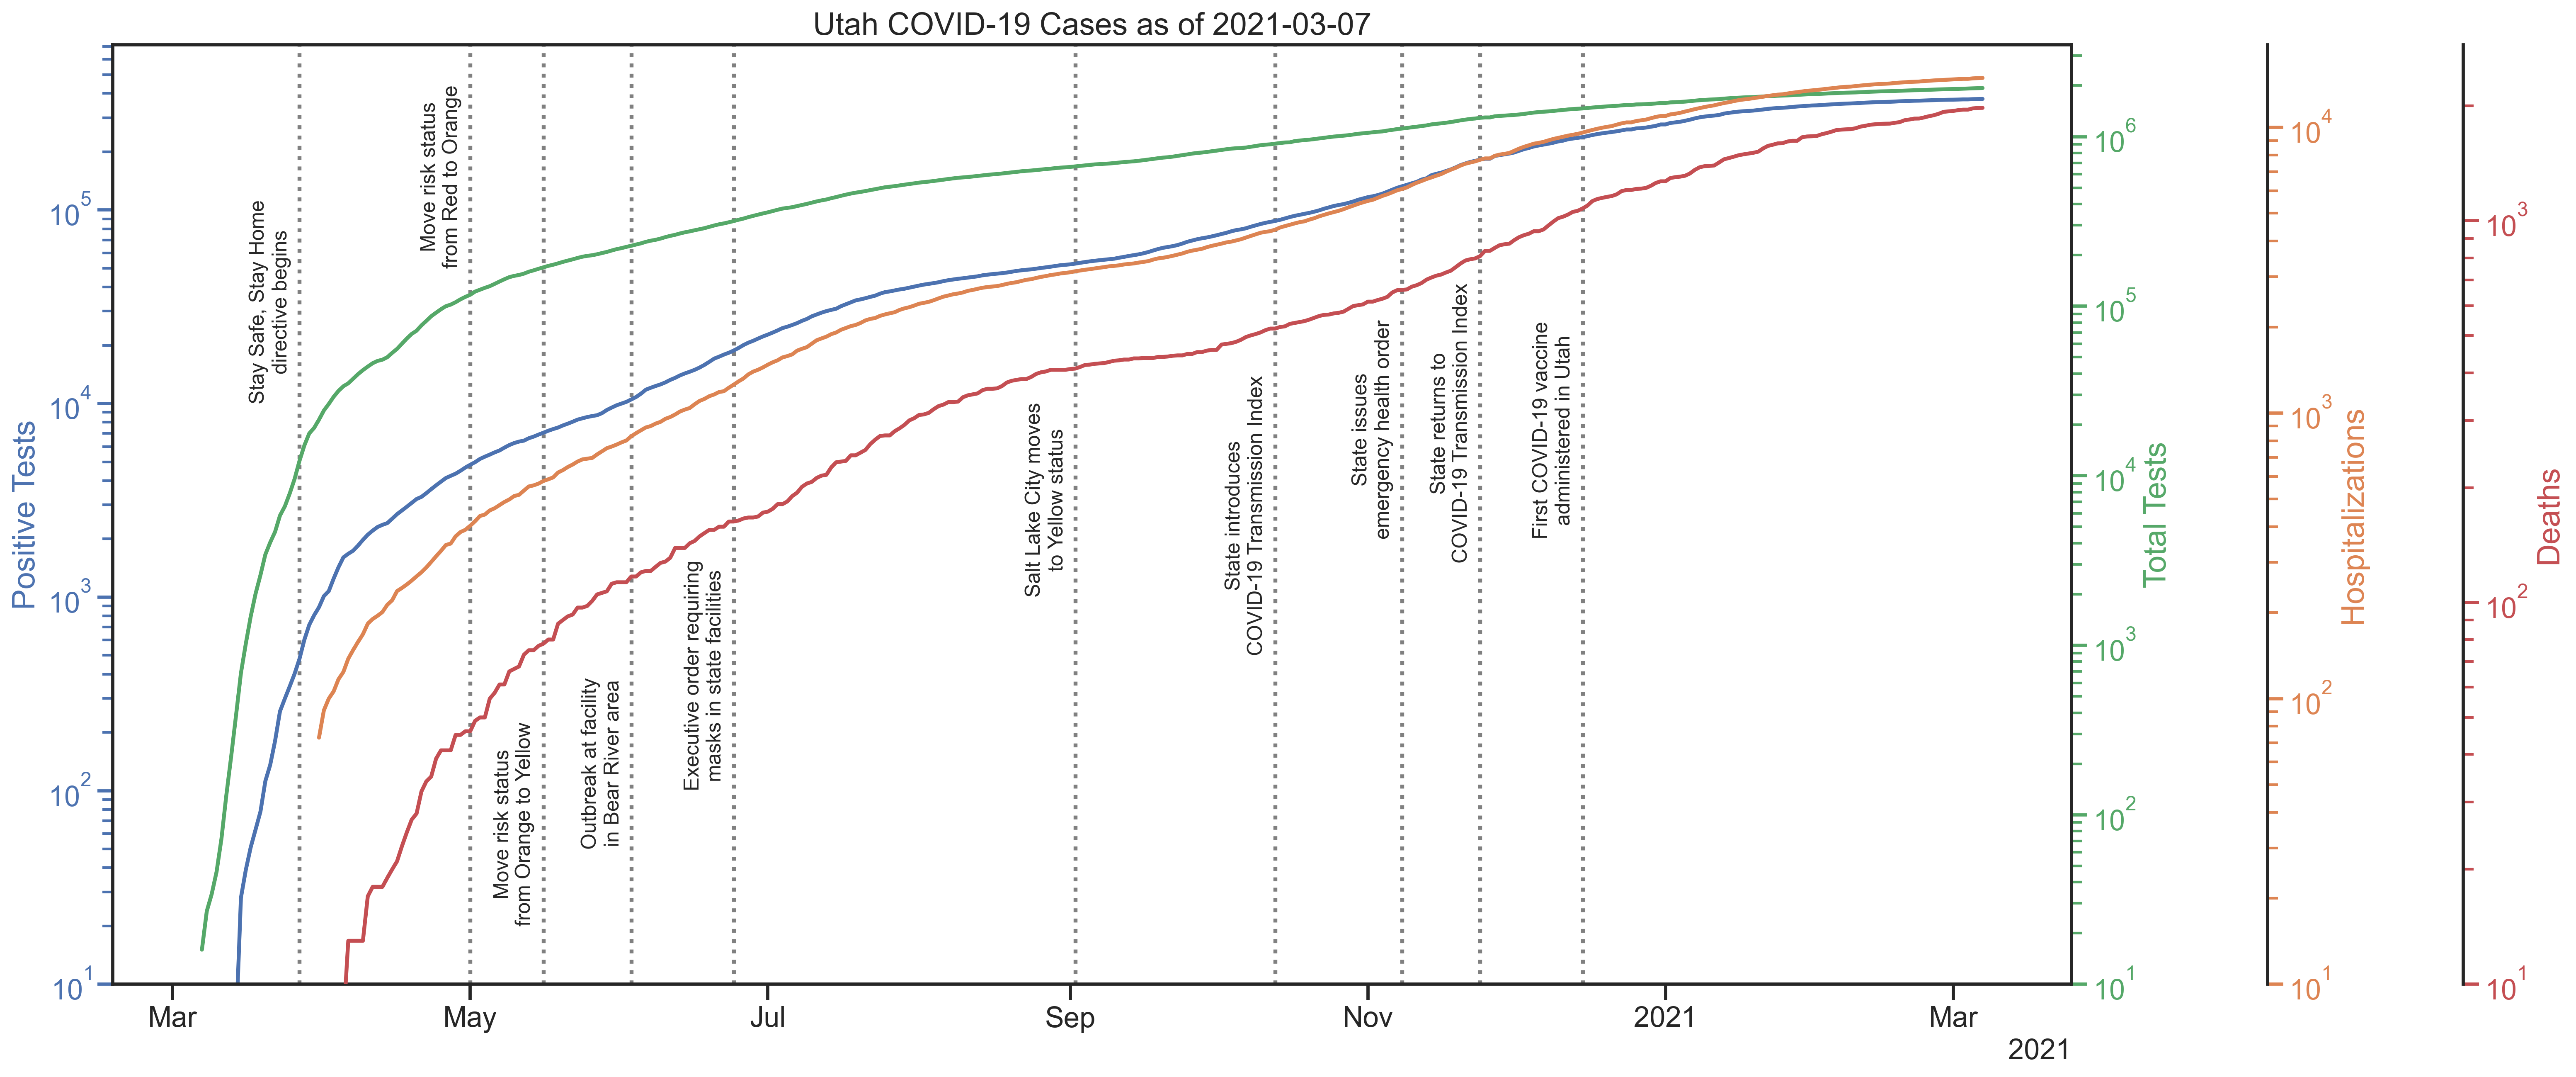 Utah COVID-19 Cases as of 2021-03-07
Positive Tests
10^5
10^4
10^3
10^2
10^1
Stay Safe, Stay Home
directive begins
Move risk status
from Red to Orange
Move risk status
from Orange to Yellow
Outbreak at facility
in Bear River area
Executive order requiring
masks in state facilities
Salt Lake City moves
to Yellow status
State introduces
COVID-19 Transmission Index
State issues
emergency health order
State returns to
COVID-19 Transmission Index
First COVID-19 vaccine
administered in Utah
10^6
10^5
10^4
10^3
10^2
10^1
Total Tests
10^4
10^3
10^2
10^1
Hospitalizations
10^3
10^2
10^1
Deaths
Mar
May
Jul
Sep
Nov
2021
Mar
2021